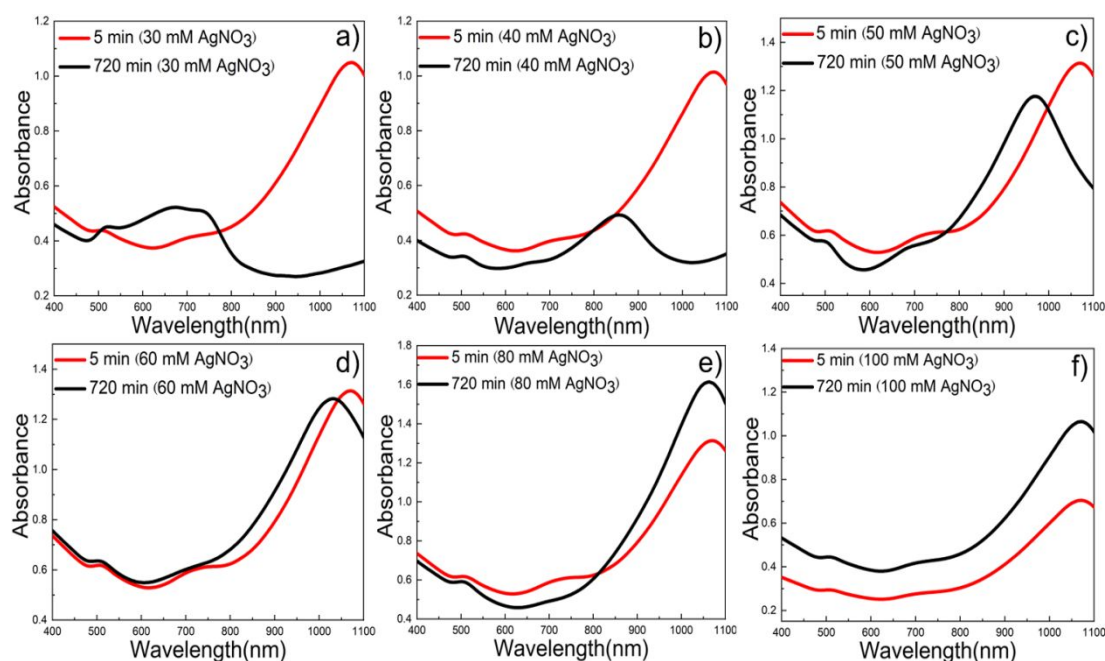 5 min (30 mM AgNO₃)
720 min (30 mM AgNO₃)
a)
Absorbance
1.2
1.0
0.8
0.6
0.4
0.2
400 500 600 700 800 900 1000 1100
Wavelength(nm)
5 min (40 mM AgNO₃)
720 min (40 mM AgNO₃)
b)
Absorbance
1.2
1.0
0.8
0.6
0.4
0.2
400 500 600 700 800 900 1000 1100
Wavelength(nm)
5 min (50 mM AgNO₃)
720 min (50 mM AgNO₃)
c)
Absorbance
1.4
1.2
1.0
0.8
0.6
0.4
400 500 600 700 800 900 1000 1100
Wavelength(nm)
5 min (60 mM AgNO₃)
720 min (60 mM AgNO₃)
d)
Absorbance
1.4
1.2
1.0
0.8
0.6
0.4
400 500 600 700 800 900 1000 1100
Wavelength(nm)
5 min (80 mM AgNO₃)
720 min (80 mM AgNO₃)
e)
Absorbance
1.8
1.6
1.4
1.2
1.0
0.8
0.6
0.4
400 500 600 700 800 900 1000 1100
Wavelength(nm)
5 min (100 mM AgNO₃)
720 min (100 mM AgNO₃)
f)
Absorbance
1.4
1.2
1.0
0.8
0.6
0.4
0.2
400 500 600 700 800 900 1000 1100
Wavelength(nm)